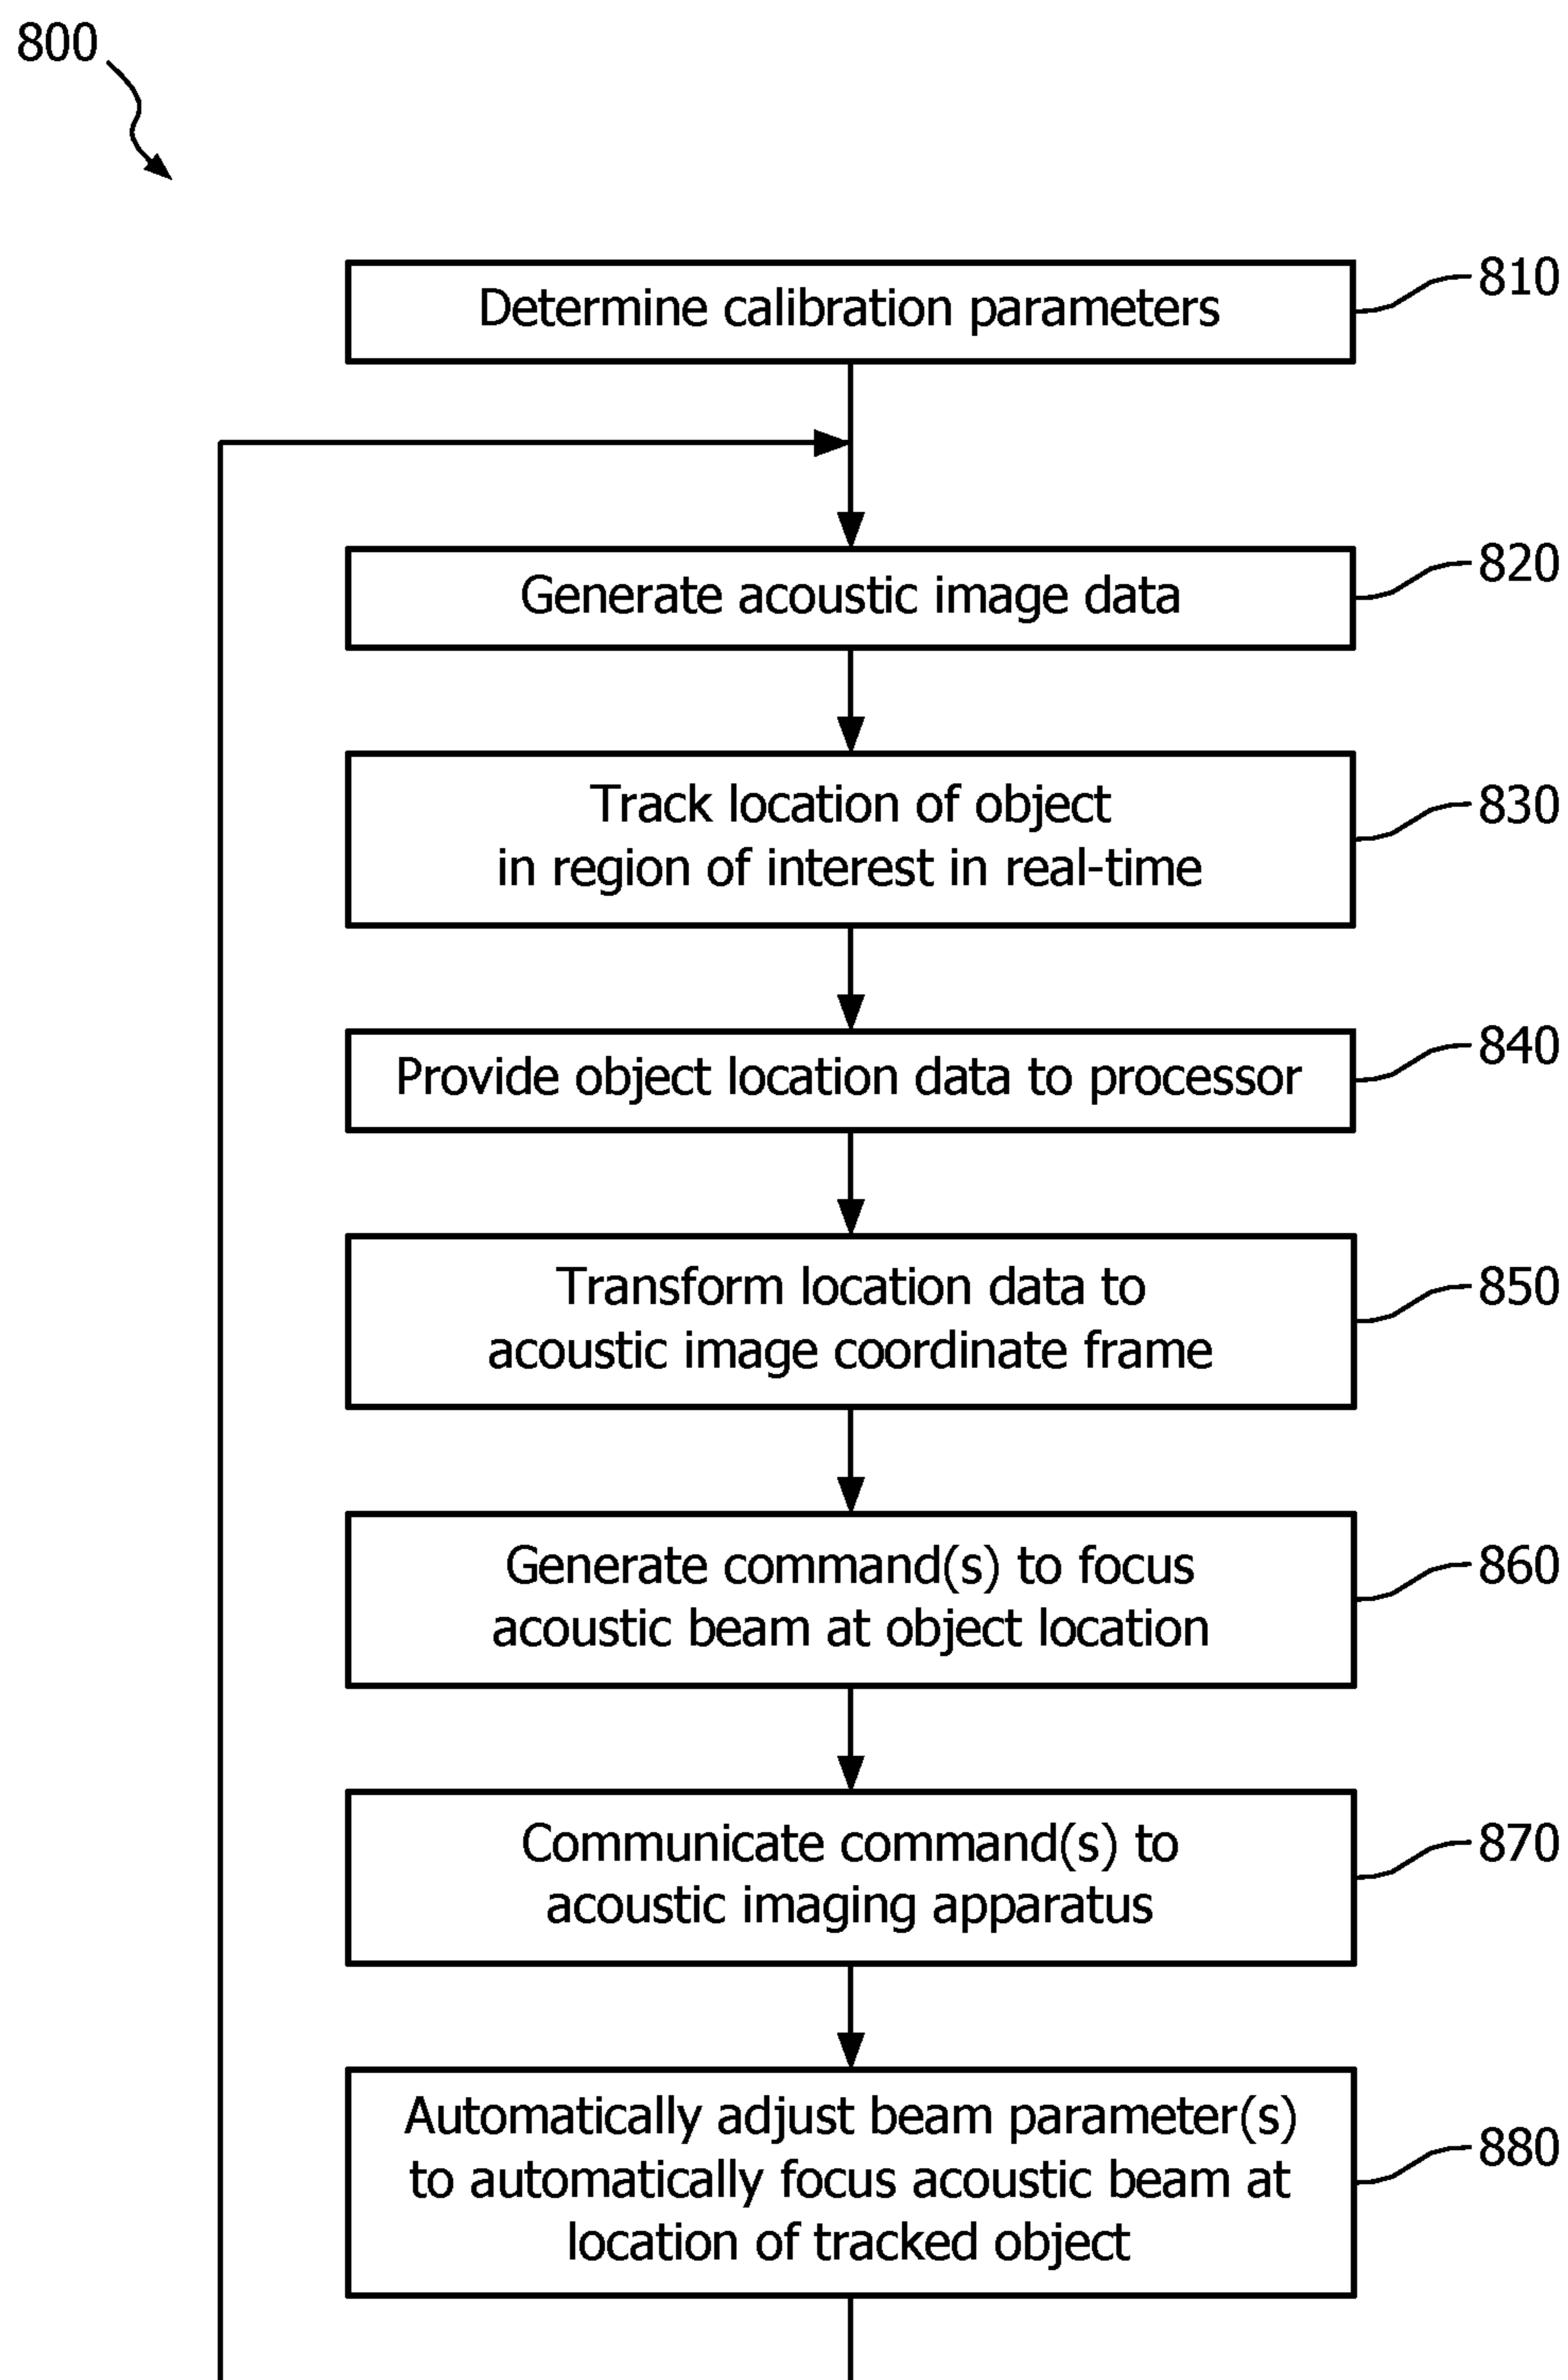 800
Determine calibration parameters
810
Generate acoustic image data
820
Track location of object
in region of interest in real-time
830
Provide object location data to processor
840
Transform location data to
acoustic image coordinate frame
850
Generate command(s) to focus
acoustic beam at object location
860
Communicate command(s) to
acoustic imaging apparatus
870
Automatically adjust beam parameter(s)
to automatically focus acoustic beam at
location of tracked object
880